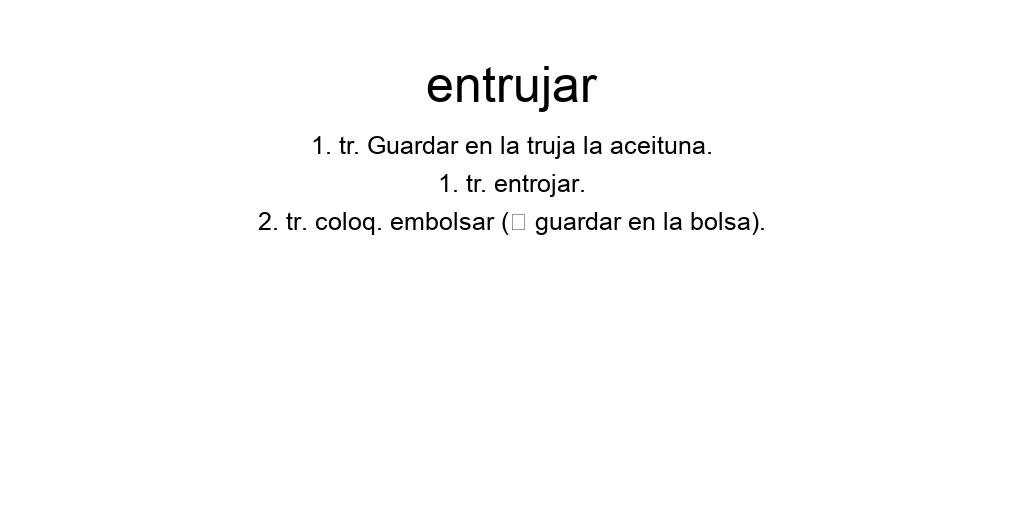 entrujar
1. tr. Guardar en la truja la aceituna.
1. tr. entrojar.
2. tr. coloq. embolsar (□ guardar en la bolsa).